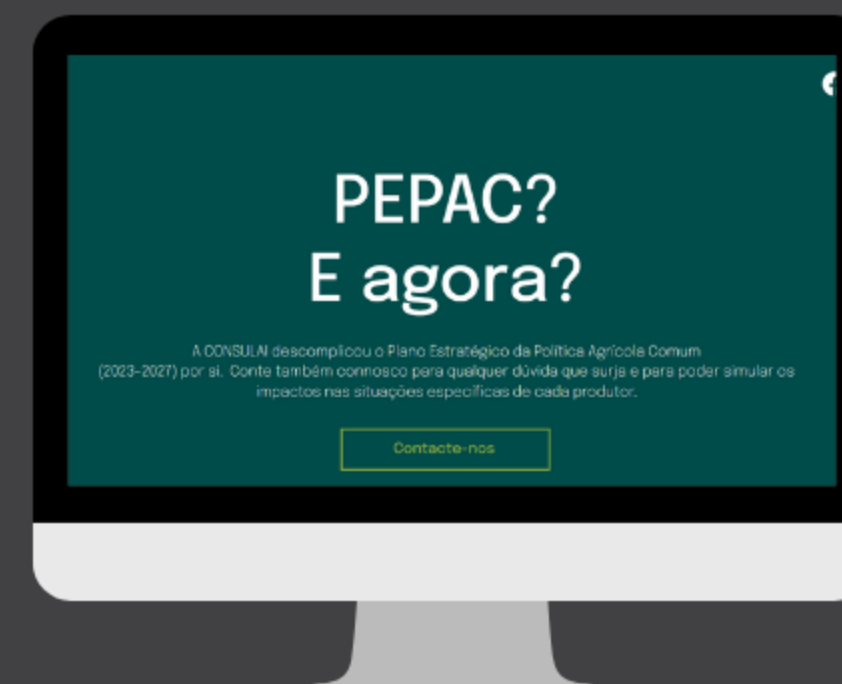 PEPAC?
E agora?
A CONSULAI descomplicou o Plano Estratégico da Política Agrícola Comum
(2023-2027) por si. Conte também connosco para qualquer dúvida que surja e para poder simular os
impactos nas situações específicas de cada produtor.
Contacte-nos